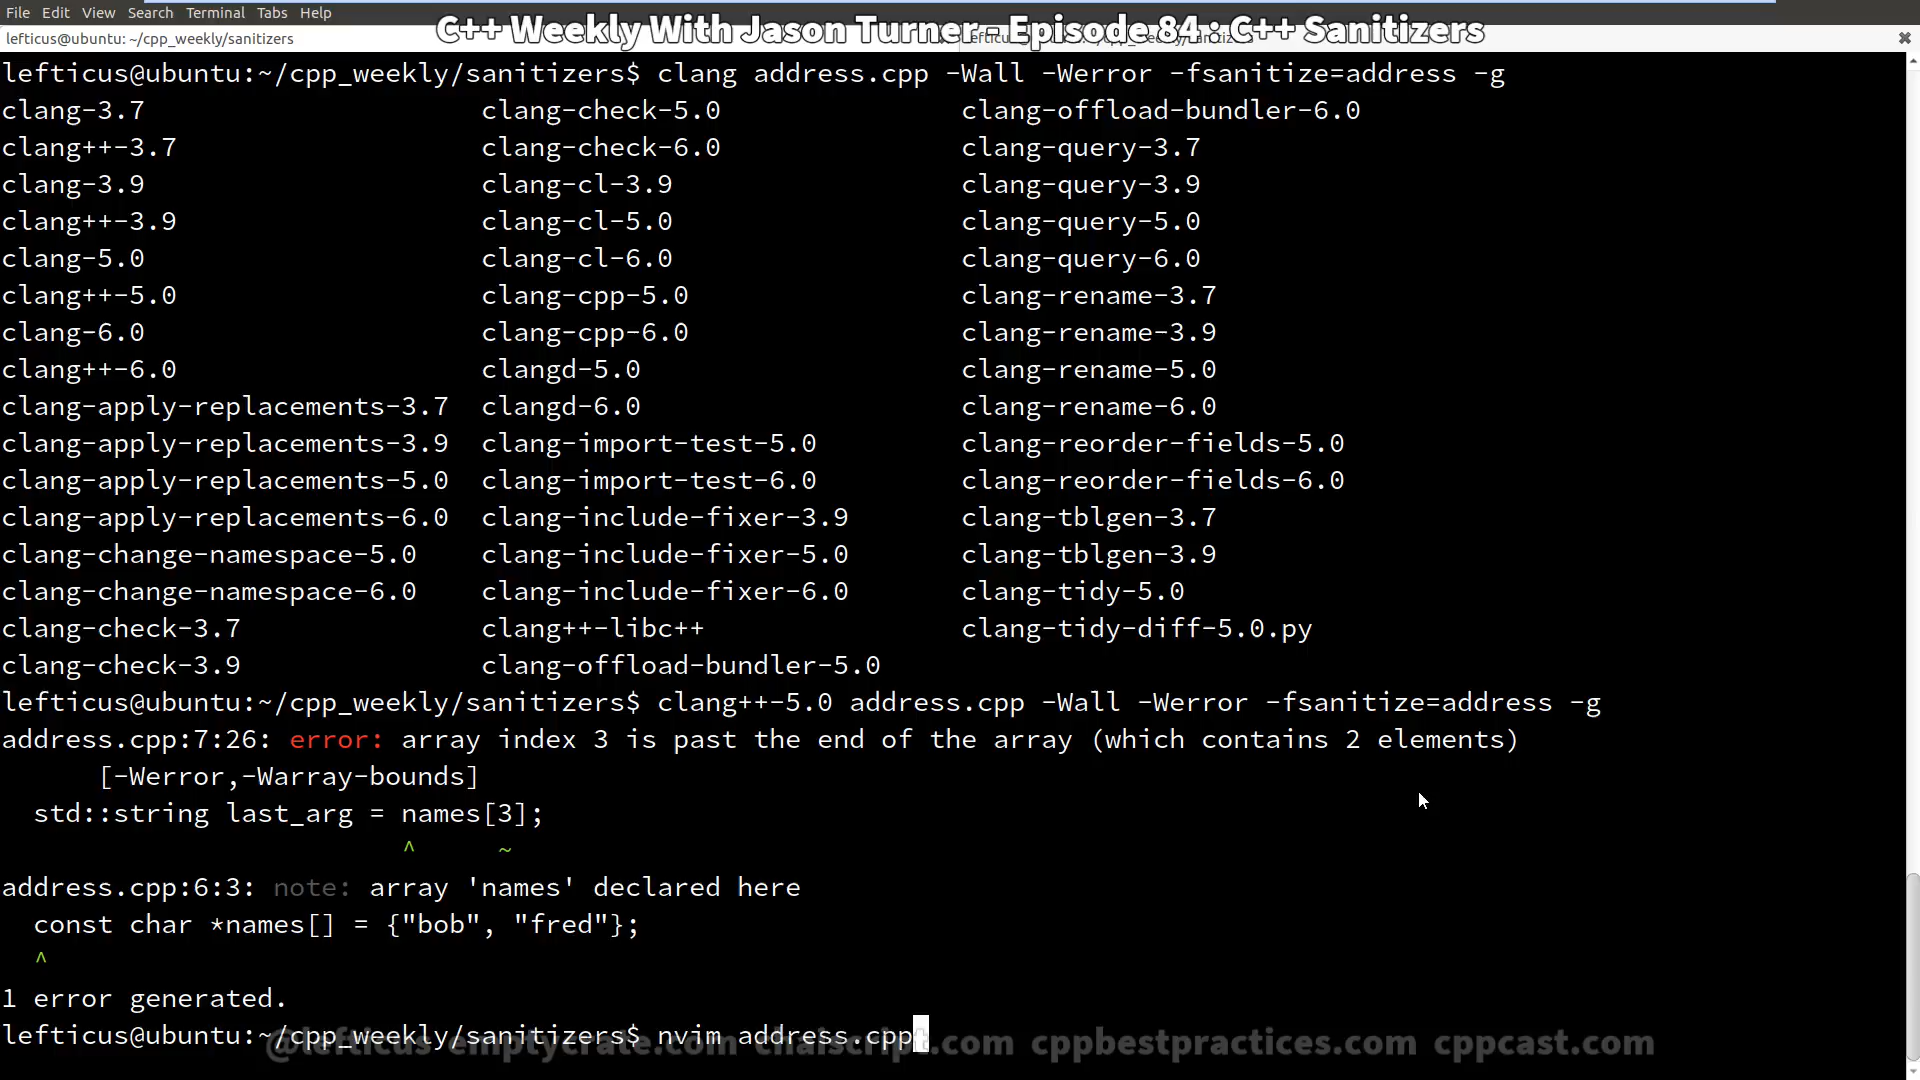 File Edit View Search Terminal Tabs Help
C++ Weekly With Jason Turner - Episode 84 : C++ Sanitizers
lefticus@ubuntu: ~/cpp_weekly/sanitizers
lefticus@ubuntu:~/cpp_weekly/sanitizers$ clang address.cpp -Wall -Werror -fsanitize=address -g
clang-3.7 clang-check-5.0 clang-offload-bundler-6.0
clang++-3.7 clang-check-6.0 clang-query-3.7
clang-3.9 clang-cl-3.9 clang-query-3.9
clang++-3.9 clang-cl-5.0 clang-query-5.0
clang-5.0 clang-cl-6.0 clang-query-6.0
clang++-5.0 clang-cpp-5.0 clang-rename-3.7
clang-6.0 clang-cpp-6.0 clang-rename-3.9
clang++-6.0 clangd-5.0 clang-rename-5.0
clang-apply-replacements-3.7 clangd-6.0 clang-rename-6.0
clang-apply-replacements-3.9 clang-import-test-5.0 clang-reorder-fields-5.0
clang-apply-replacements-5.0 clang-import-test-6.0 clang-reorder-fields-6.0
clang-apply-replacements-6.0 clang-include-fixer-3.9 clang-tblgen-3.7
clang-change-namespace-5.0 clang-include-fixer-5.0 clang-tblgen-3.9
clang-change-namespace-6.0 clang-include-fixer-6.0 clang-tidy-5.0
clang-check-3.7 clang++-libc++ clang-tidy-diff-5.0.py
clang-check-3.9 clang-offload-bundler-5.0
lefticus@ubuntu:~/cpp_weekly/sanitizers$ clang++-5.0 address.cpp -Wall -Werror -fsanitize=address -g
address.cpp:7:26: error: array index 3 is past the end of the array (which contains 2 elements)
[-Werror,-Warray-bounds]
std::string last_arg = names[3];
^ ~
address.cpp:6:3: note: array 'names' declared here
const char *names[] = {"bob", "fred"};
^
1 error generated.
lefticus@ubuntu:~/cpp_weekly/sanitizers$ nvim address.cpp
@lefticus emptycrate.com chaiscript.com cppbestpractices.com cppcast.com